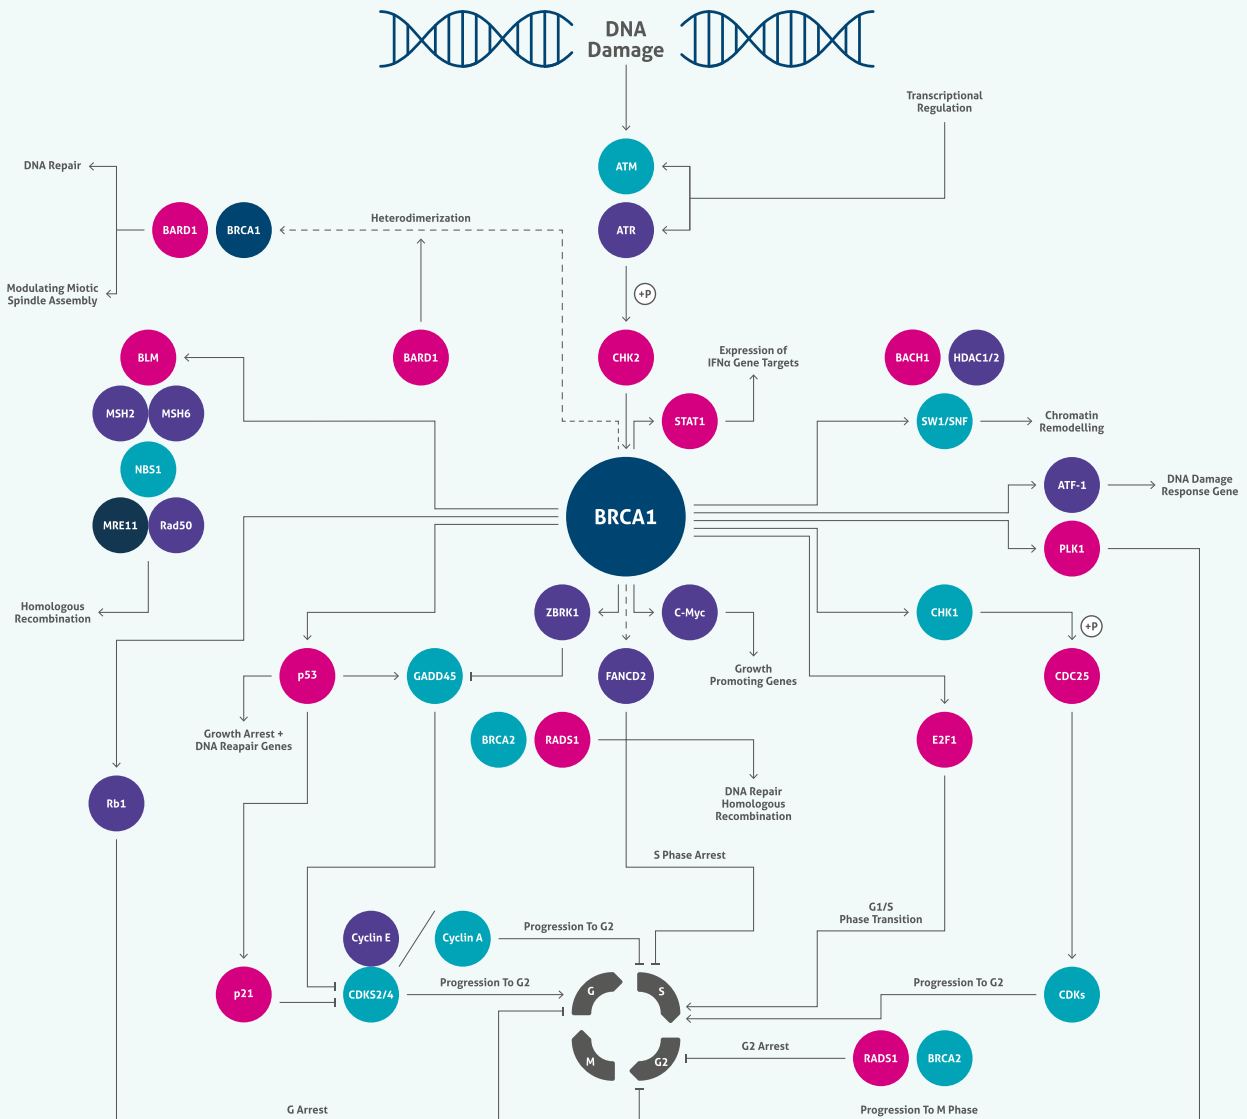 DNA
Damage
Transcriptional
Regulation
ATM
DNA Repair
BARD1
BRCA1
Heterodimerization
ATR
Modulating Miotic
Spindle Assembly
+P
BLM
BARD1
CHK2
Expression of
IFNα Gene Targets
BACH1
HDAC1/2
MSH2
MSH6
STAT1
SW1/SNF
Chromatin
Remodelling
NBS1
ATF-1
DNA Damage
Response Gene
MRE11
Rad50
BRCA1
PLK1
Homologous
Recombination
ZBRK1
C-Myc
CHK1
+P
p53
GADD45
FANCD2
Growth
Promoting Genes
CDC25
Growth Arrest +
DNA Reapair Genes
BRCA2
RADS1
E2F1
Rb1
DNA Repair
Homologous
Recombination
S Phase Arrest
G1/S
Phase Transition
Cyclin E
Cyclin A
Progression To G2
p21
CDKS2/4
Progression To G2
G
S
Progression To G2
CDKs
M
G2
G2 Arrest
RADS1
BRCA2
G Arrest
Progression To M Phase